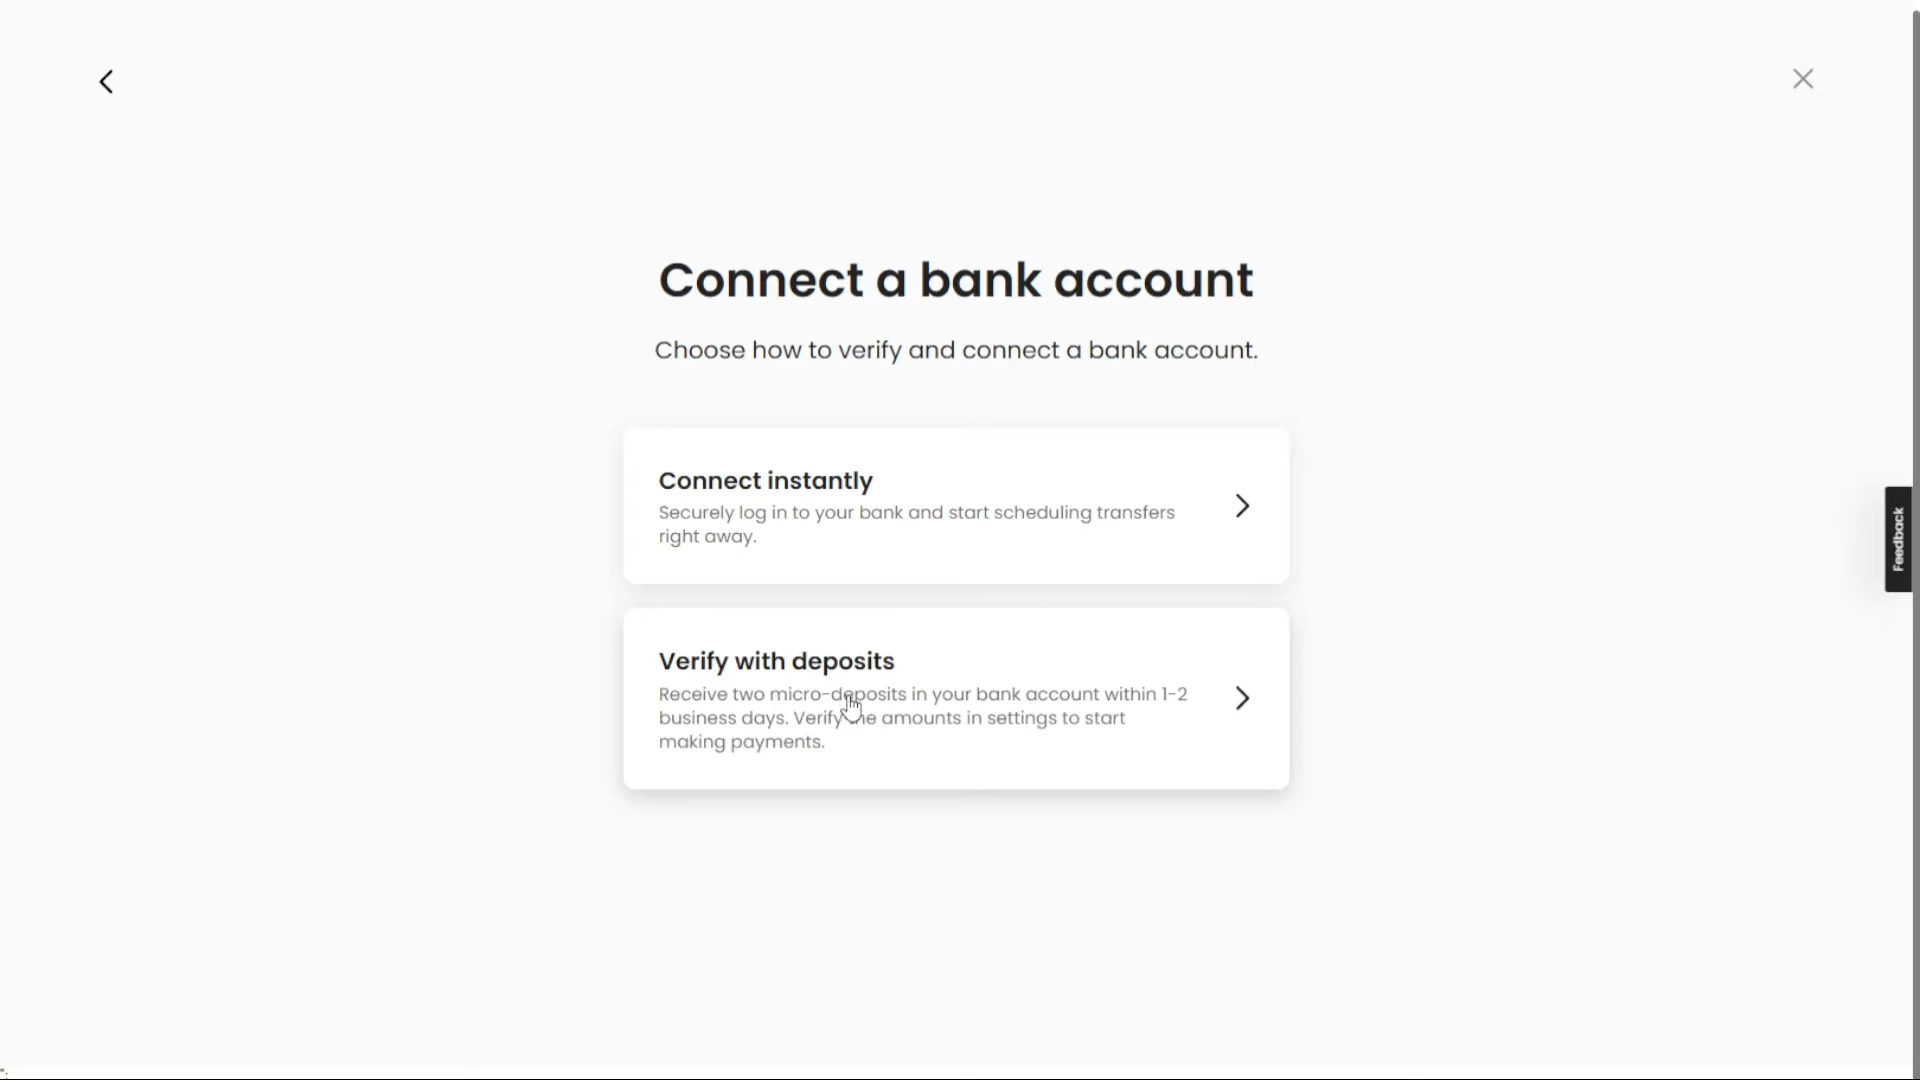 Connect a bank account
Choose how to verify and connect a bank account.
Connect instantly
Securely log in to your bank and start scheduling transfers
right away.
Verify with deposits
Receive two micro-deposits in your bank account within 1-2
business days. Verify the amounts in settings to start
making payments.
Feedback